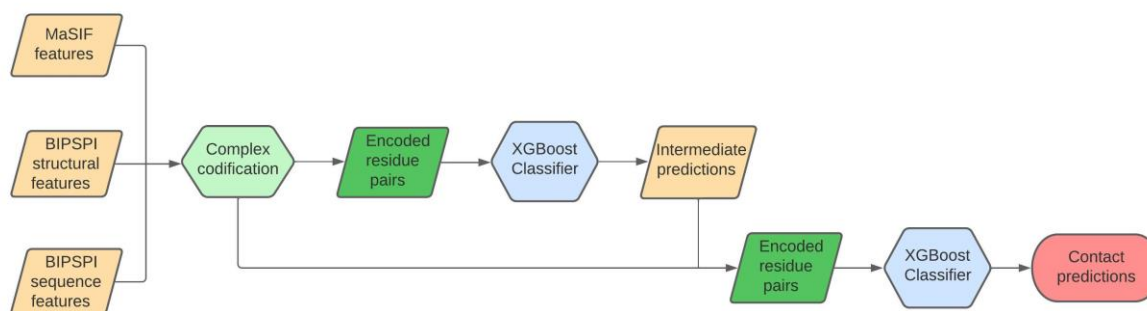 MaSIF
features
BIPSPI
structural
features
BIPSPI
sequence
features
Complex
codification
Encoded
residue
pairs
XGBoost
Classifier
Intermediate
predictions
Encoded
residue
pairs
XGBoost
Classifier
Contact
predictions